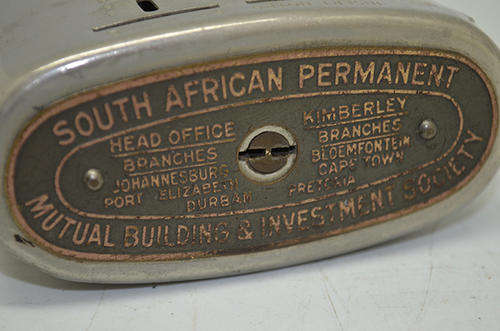 SOUTH AFRICAN PERMANENT
HEAD OFFICE KIMBERLEY
BRANCHES BRANCHES
JOHANNESBURG BLOEMFONTEIN
PORT ELIZABETH CAPE TOWN
DURBAN PRETORIA
MUTUAL BUILDING & INVESTMENT SOCIETY